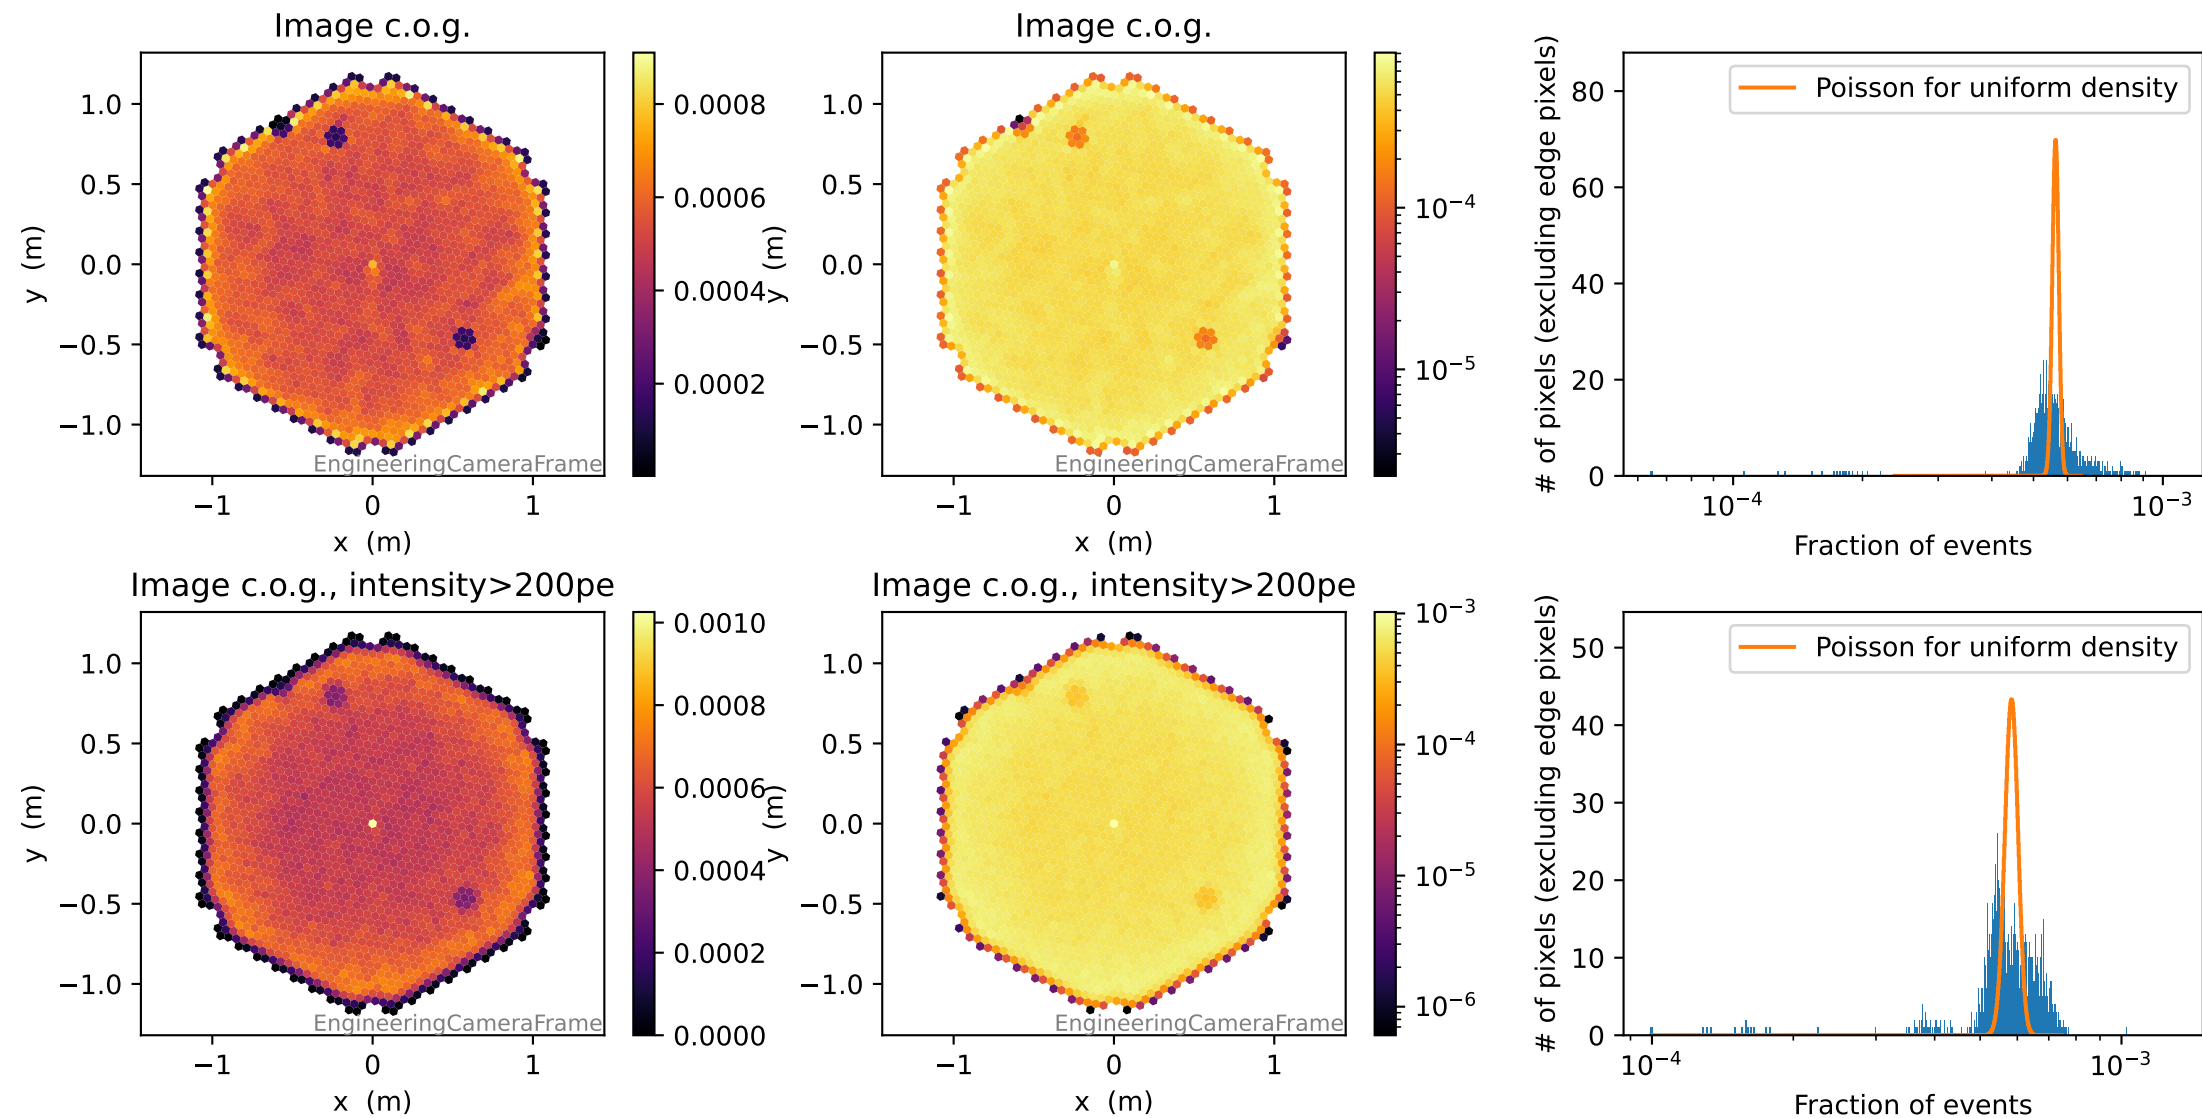 Image c.o.g.
1.0
0.5
0.0
−0.5
−1.0
y (m)
−1
0
1
x (m)
EngineeringCameraFrame
0.0008
0.0006
0.0004
0.0002
Image c.o.g.
1.0
0.5
0.0
−0.5
−1.0
y (m)
−1
0
1
x (m)
EngineeringCameraFrame
10⁻⁴
10⁻⁵
# of pixels (excluding edge pixels)
80
60
40
20
0
Poisson for uniform density
10⁻⁴
10⁻³
Fraction of events
Image c.o.g., intensity>200pe
1.0
0.5
0.0
−0.5
−1.0
y (m)
−1
0
1
x (m)
EngineeringCameraFrame
0.0010
0.0008
0.0006
0.0004
0.0002
0.0000
Image c.o.g., intensity>200pe
1.0
0.5
0.0
−0.5
−1.0
y (m)
−1
0
1
x (m)
EngineeringCameraFrame
10⁻³
10⁻⁴
10⁻⁵
10⁻⁶
# of pixels (excluding edge pixels)
50
40
30
20
10
0
Poisson for uniform density
10⁻⁴
10⁻³
Fraction of events